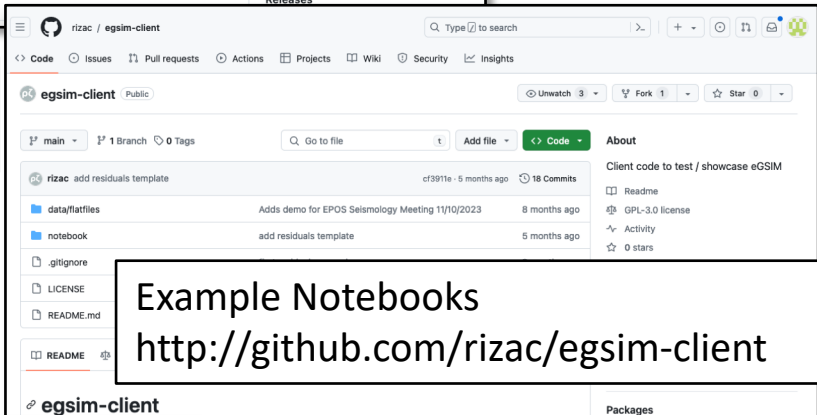 Releases
rizac / egsim-client
Type / to search
Code Issues Pull requests Actions Projects Wiki Security Insights
egsim-client Public
Unwatch 3 Fork 1 Star 0
main 1 Branch 0 Tags
Go to file t Add file Code
About
Client code to test / showcase eGSIM
rizac add residuals template cf3911e · 5 months ago 18 Commits
Readme
data/flatfiles Adds demo for EPOS Seismology Meeting 11/10/2023 8 months ago
GPL-3.0 license
notebook add residuals template 5 months ago
Activity
.gitignore
0 stars
LICENSE
README.md
Example Notebooks
http://github.com/rizac/egsim-client
README
egsim-client
Packages